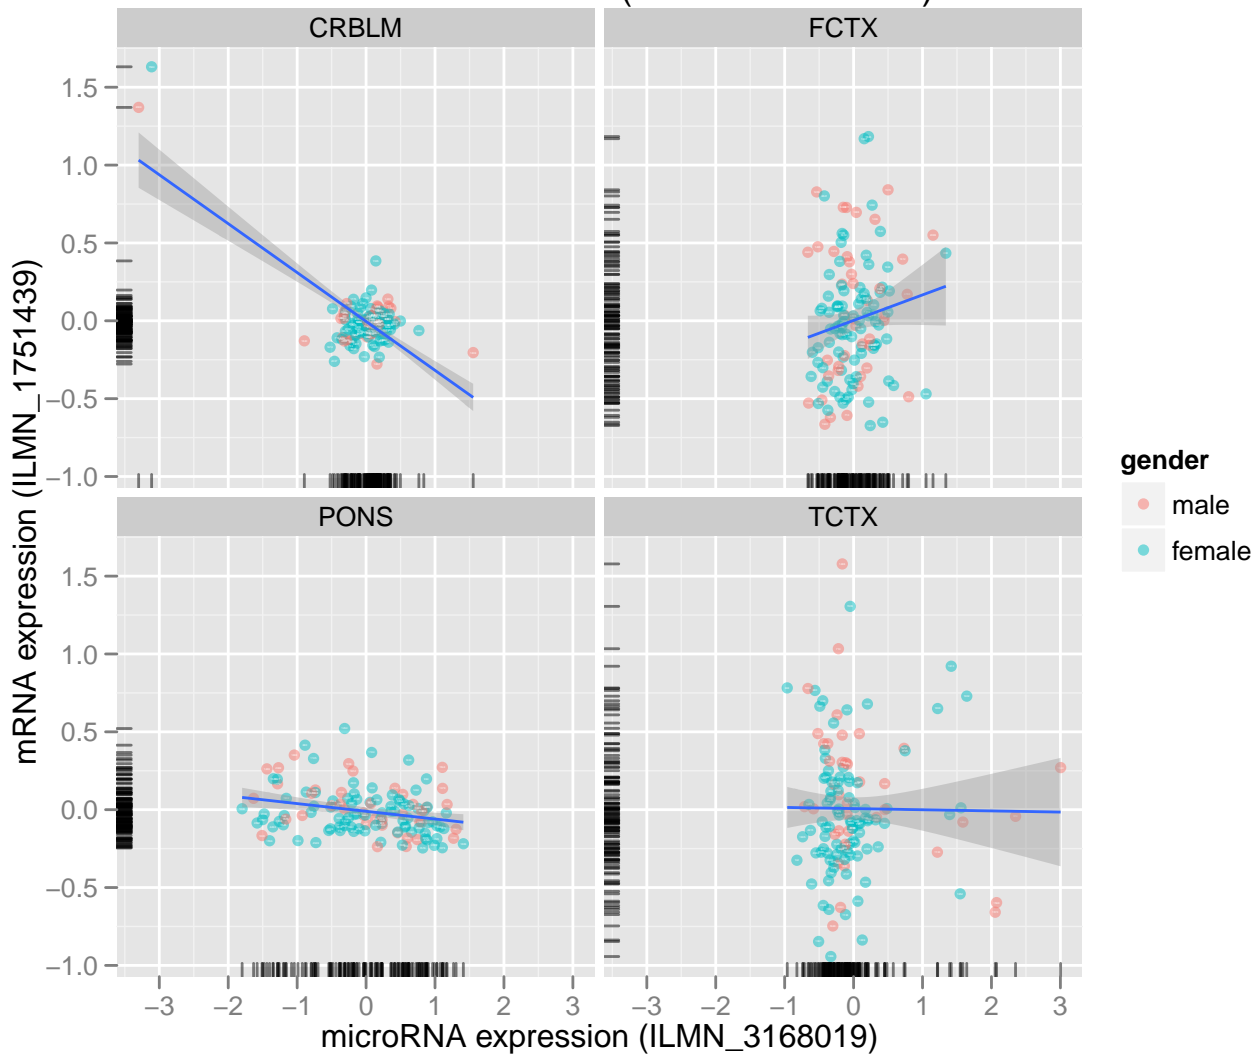 CRBLM FCTX
1.5
1.0
0.5
0.0
−0.5
−1.0
PONS TCTX
1.5
1.0
0.5
0.0
−0.5
−1.0
−3 −2 −1 0 1 2 3 −3 −2 −1 0 1 2 3
microRNA expression (ILMN_3168019)
mRNA expression (ILMN_1751439)
gender
male
female